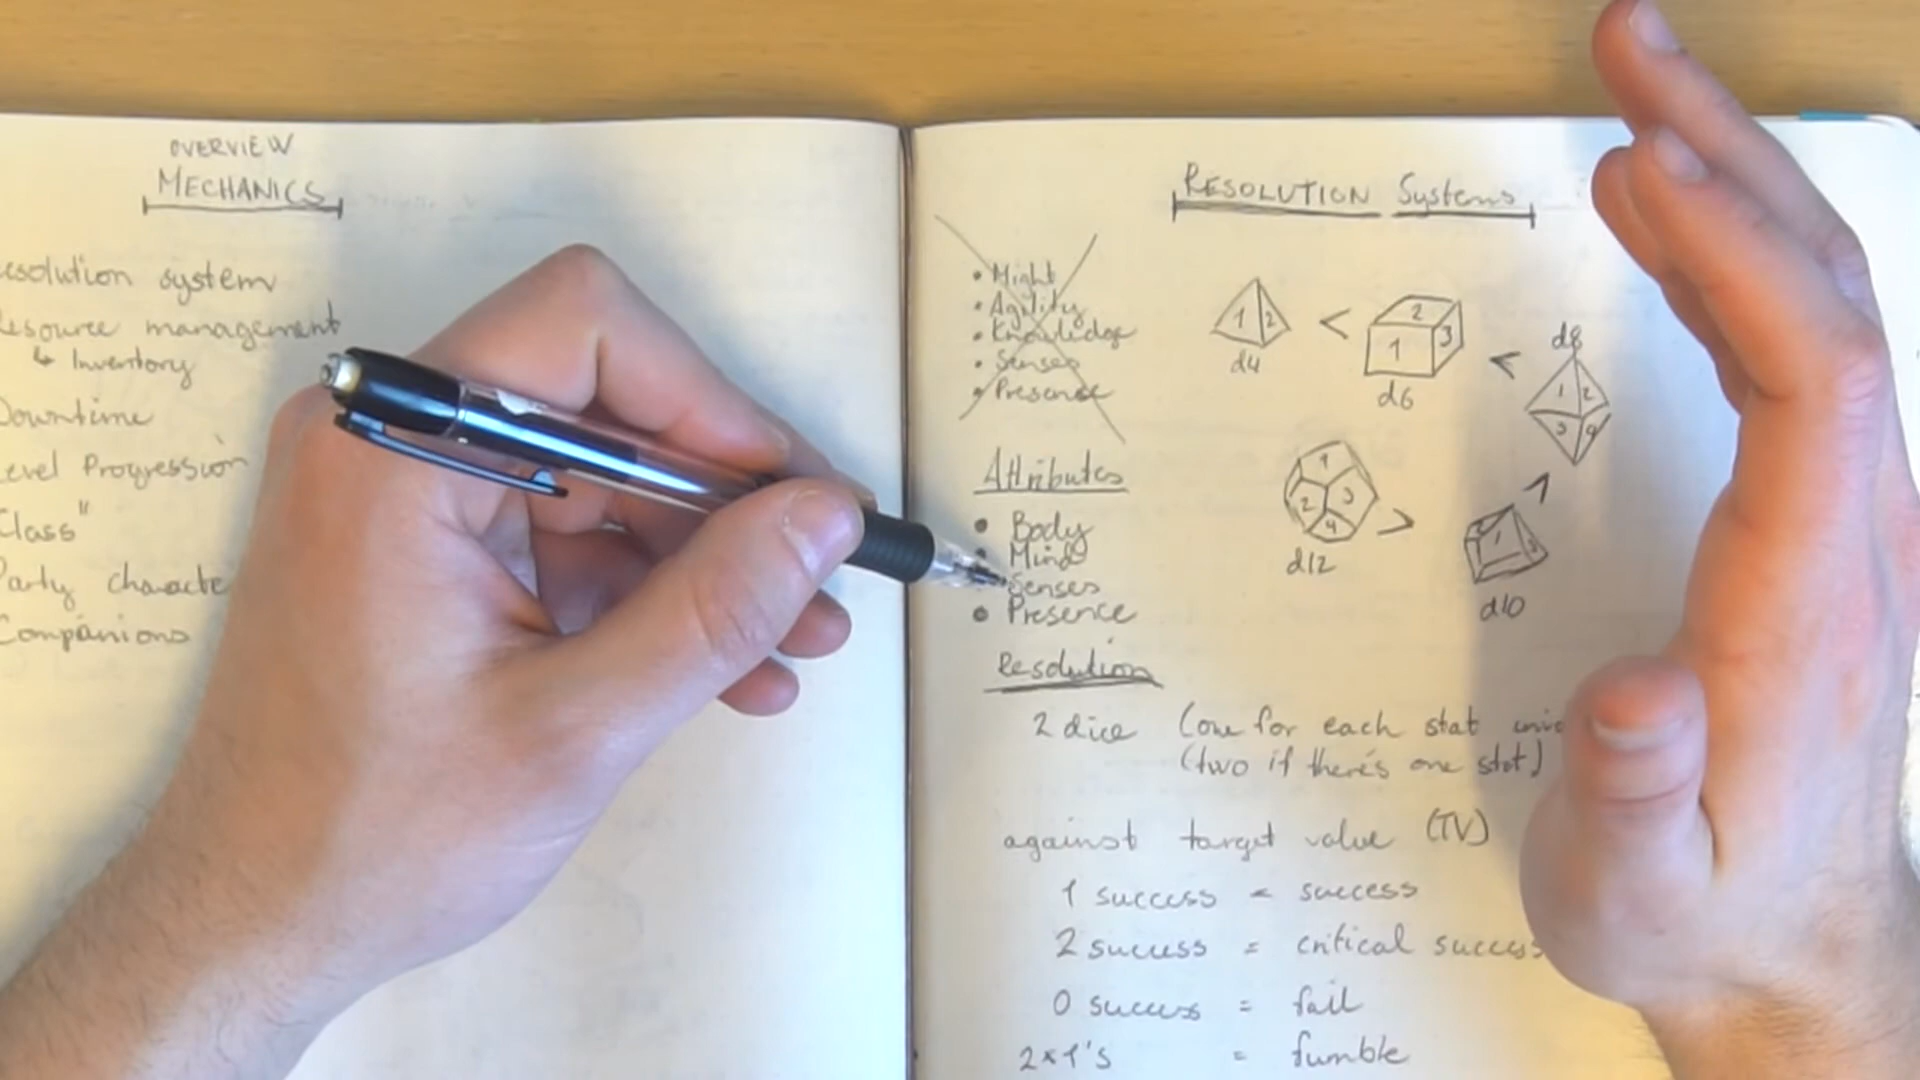 OVERVIEW
MECHANICS
esolution system
esource management
↳ Inventory
Downtime
evel Progression
Class"
Party characte
Companions
RESOLUTION Systems
• Might
• Agility
• Knowledge
• Senses
• Presence
1 2
d4
<
2
1 3
d6
<
d8
1 2
3 4
1
2 3
4
d12
>
1
d10
>
Attributes
• Body
• Mind
Senses
• Presence
Resolution
2 dice (one for each stat
(two if there's one stat)
against target value (TV)
1 success = success
2 success = critical success
0 success = fail
2×1's = fumble